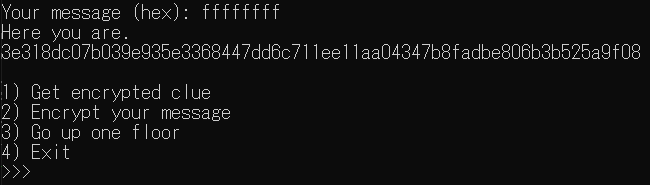 Your message (hex): ffffffff
Here you are.
3e318dc07b039e935e3368447dd6c711ee11aa04347b8fadbe806b3b525a9f08
1) Get encrypted clue
2) Encrypt your message
3) Go up one floor
4) Exit
>>>